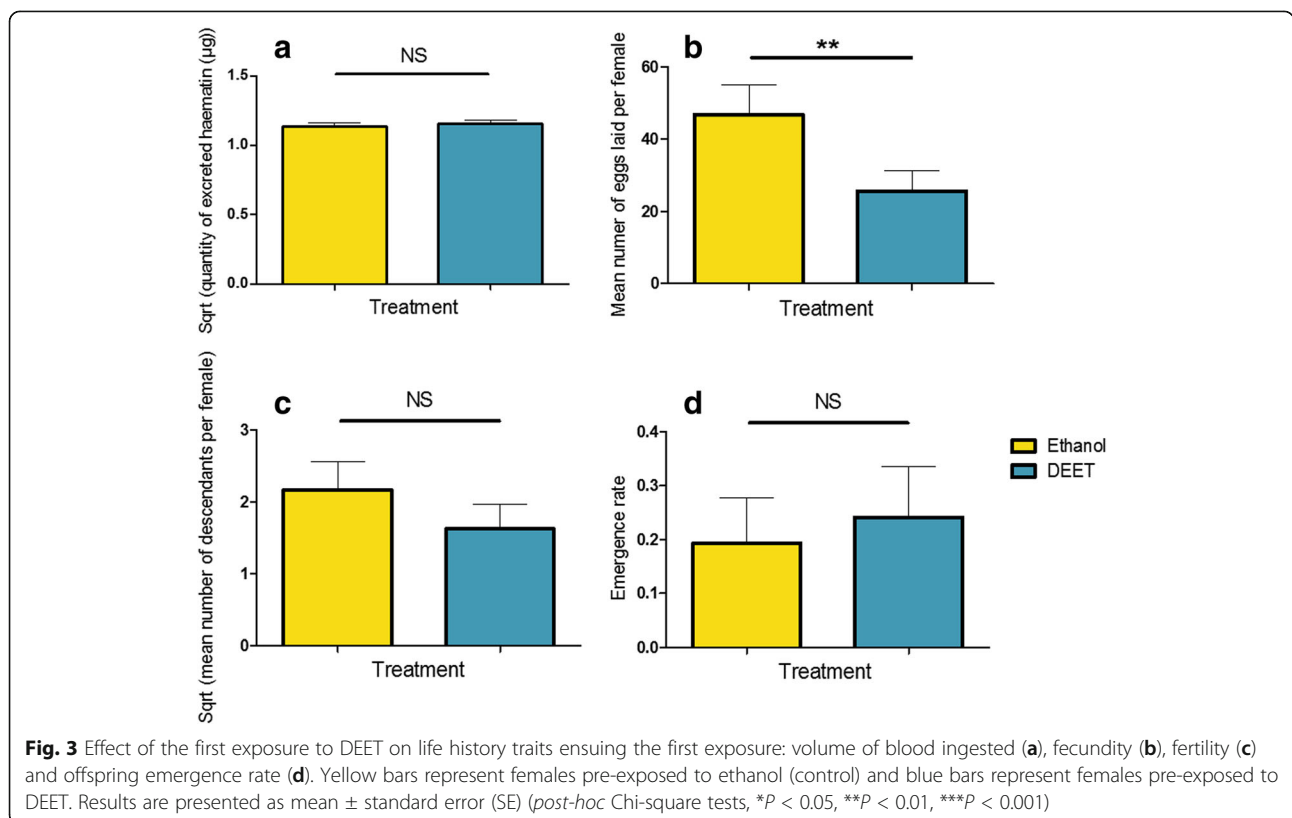 a
NS
Sqrt (quantity of excreted haematin (µg))
1.5
1.0
0.5
0.0
Treatment
b
**
Mean numer of eggs laid per female
60
40
20
0
Treatment
c
NS
Sqrt (mean number of descendants per female)
3
2
1
0
Treatment
d
NS
Emergence rate
0.4
0.3
0.2
0.1
0.0
Treatment
Ethanol
DEET
Fig. 3 Effect of the first exposure to DEET on life history traits ensuing the first exposure: volume of blood ingested (a), fecundity (b), fertility (c)
and offspring emergence rate (d). Yellow bars represent females pre-exposed to ethanol (control) and blue bars represent females pre-exposed to
DEET. Results are presented as mean ± standard error (SE) (post-hoc Chi-square tests, *P < 0.05, **P < 0.01, ***P < 0.001)